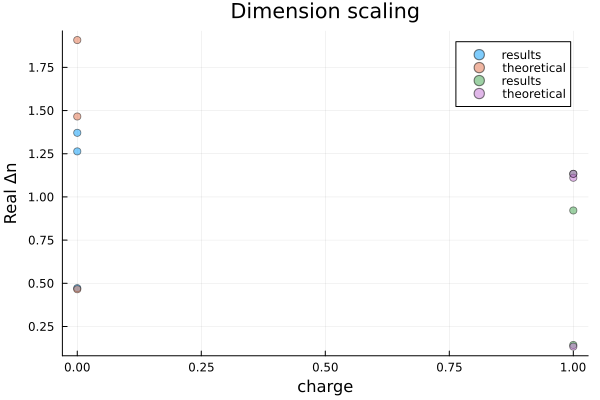 Dimension scaling
results
theoretical
results
theoretical
Real Δn
1.75
1.50
1.25
1.00
0.75
0.50
0.25
0.00 0.25 0.50 0.75 1.00
charge